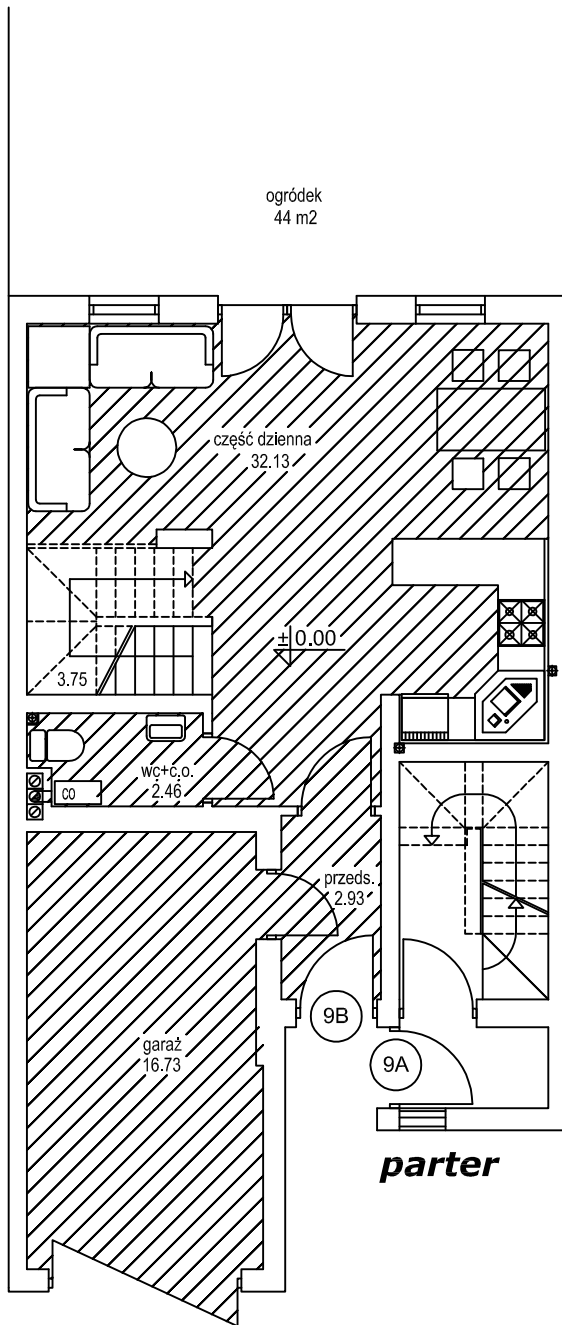 ogródek
44 m2
część dzienna
32.13
±0.00
3.75
wc+c.o.
2.46
co
przeds.
2.93
9B
garaż
16.73
9A
parter